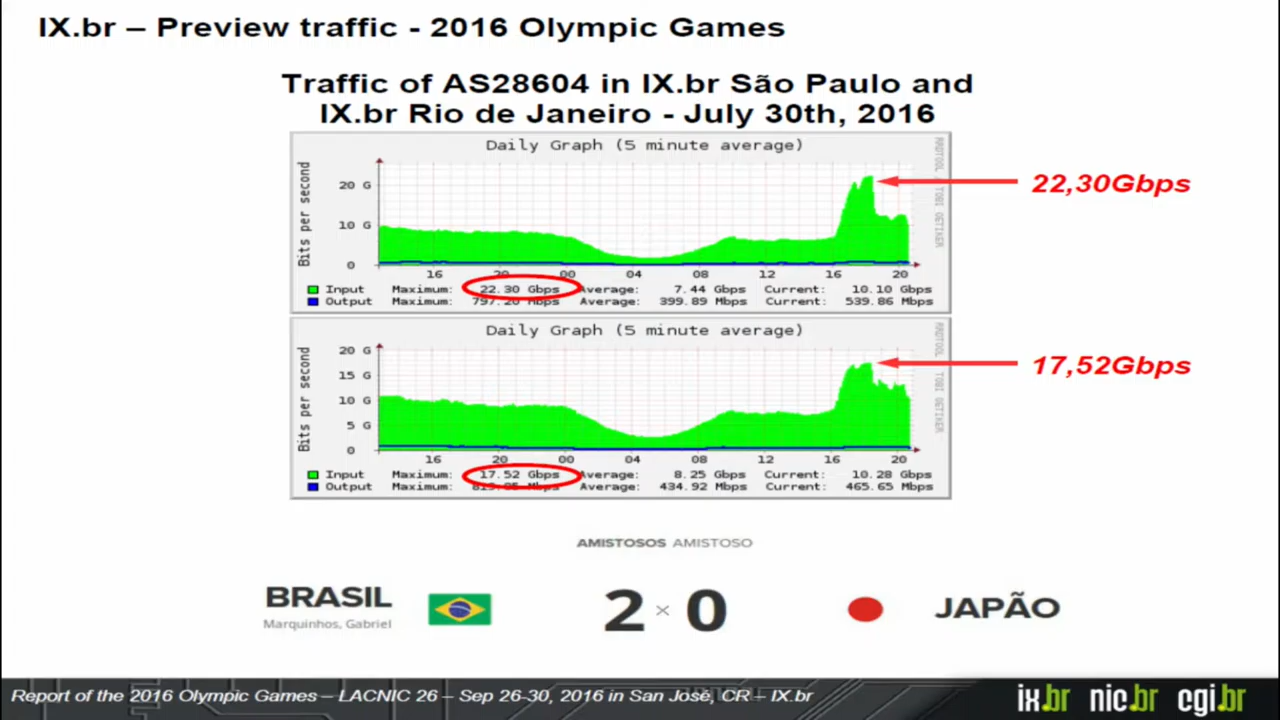 IX.br – Preview traffic - 2016 Olympic Games
Traffic of AS28604 in IX.br São Paulo and
IX.br Rio de Janeiro - July 30th, 2016
Daily Graph (5 minute average)
Bits per second
20 G
10 G
0
16 20 00 04 08 12 16 20
Input Maximum: 22.30 Gbps Average: 7.44 Gbps Current: 10.10 Gbps
Output Maximum: 797.20 Mbps Average: 399.89 Mbps Current: 539.86 Mbps
22,30Gbps
Daily Graph (5 minute average)
Bits per second
20 G
15 G
10 G
5 G
0
16 20 00 04 08 12 16 20
Input Maximum: 17.52 Gbps Average: 8.25 Gbps Current: 10.28 Gbps
Output Maximum: Mbps Average: 434.92 Mbps Current: 465.65 Mbps
17,52Gbps
AMISTOSOS AMISTOSO
BRASIL 2 × 0 JAPÃO
Marquinhos, Gabriel
Report of the 2016 Olympic Games – LACNIC 26 – Sep 26-30, 2016 in San José, CR – IX.br
ix.br nic.br cgi.br